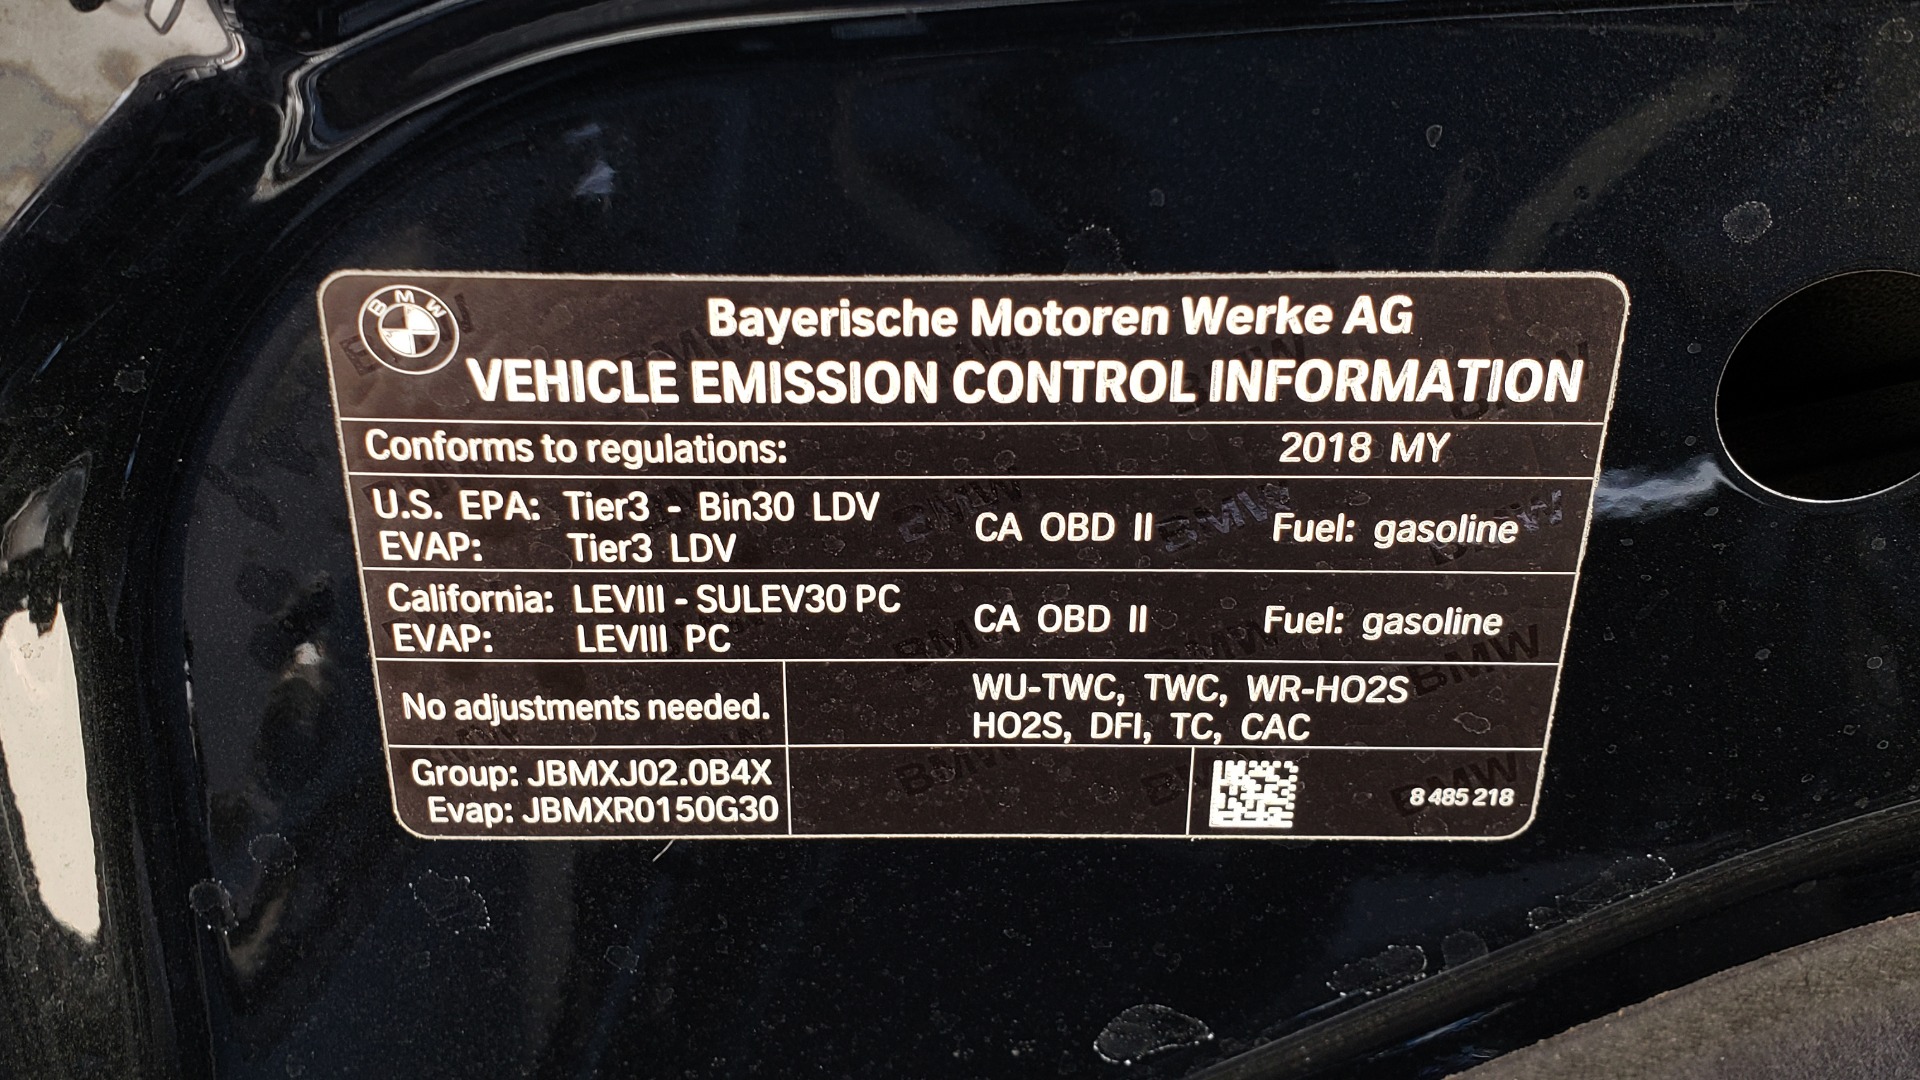 BMW
Bayerische Motoren Werke AG
VEHICLE EMISSION CONTROL INFORMATION
Conforms to regulations: 2018 MY
U.S. EPA: Tier3 - Bin30 LDV
EVAP: Tier3 LDV
CA OBD II Fuel: gasoline
California: LEVIII - SULEV30 PC
EVAP: LEVIII PC
CA OBD II Fuel: gasoline
No adjustments needed.
WU-TWC, TWC, WR-HO2S
HO2S, DFI, TC, CAC
Group: JBMXJ02.0B4X
Evap: JBMXR0150G30
8 485 218